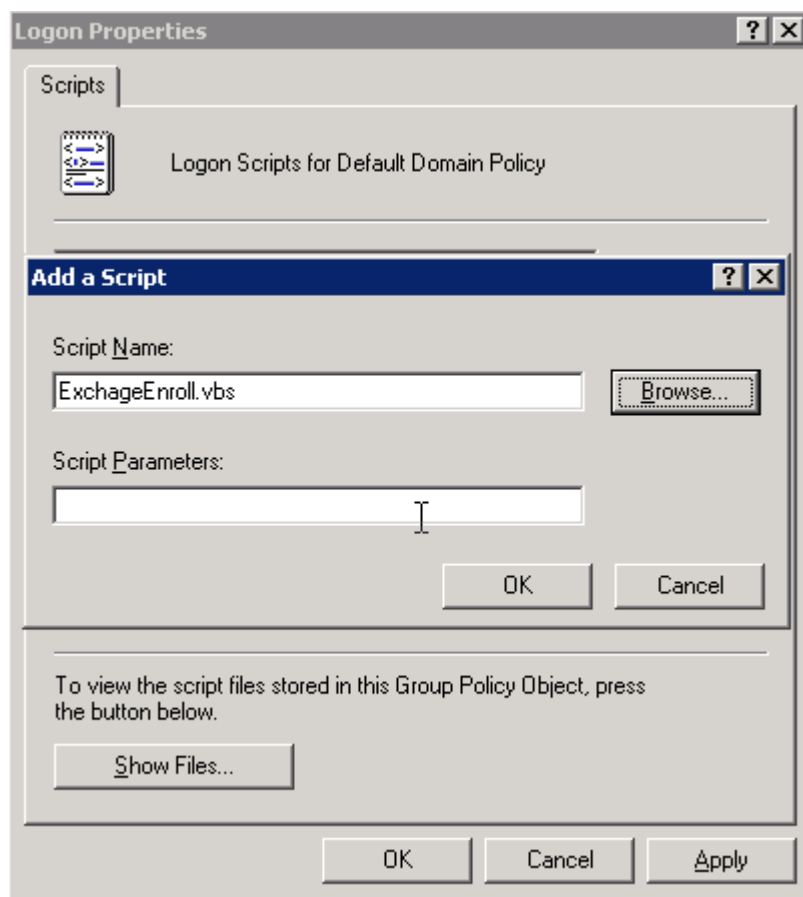 Logon Properties
Scripts
Logon Scripts for Default Domain Policy
Add a Script
Script Name:
ExchageEnroll.vbs
Browse...
Script Parameters:
OK
Cancel
To view the script files stored in this Group Policy Object, press
the button below.
Show Files...
OK
Cancel
Apply